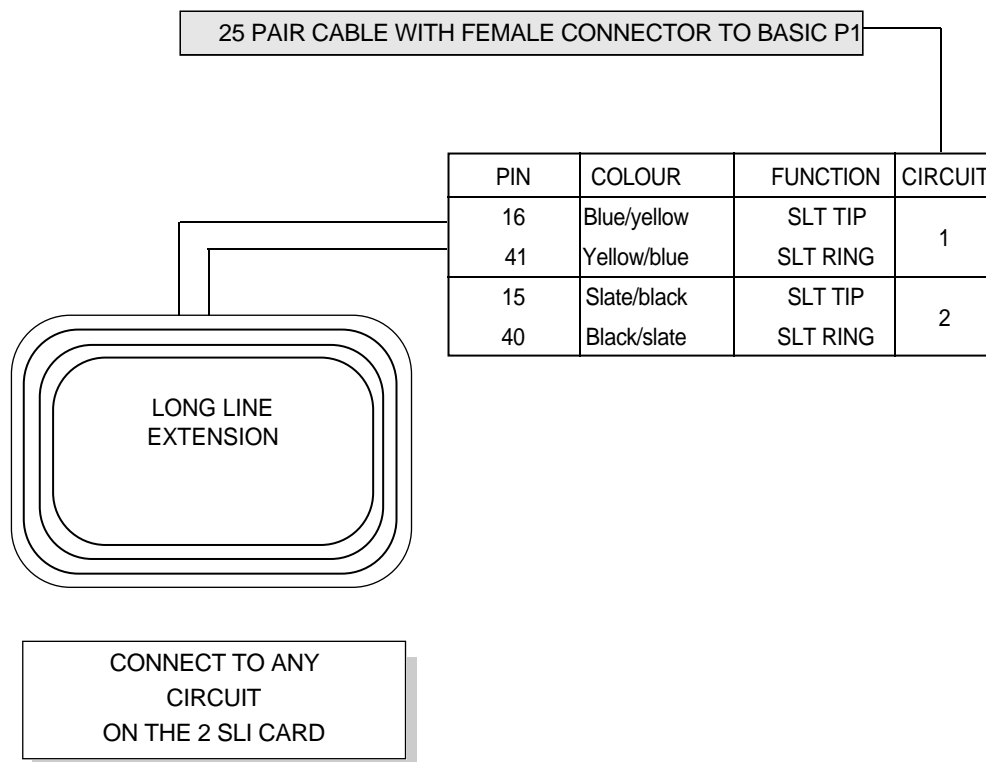 25 PAIR CABLE WITH FEMALE CONNECTOR TO BASIC P1
PIN COLOUR FUNCTION CIRCUIT
16 Blue/yellow SLT TIP 1
41 Yellow/blue SLT RING
15 Slate/black SLT TIP 2
40 Black/slate SLT RING
LONG LINE
EXTENSION
CONNECT TO ANY
CIRCUIT
ON THE 2 SLI CARD